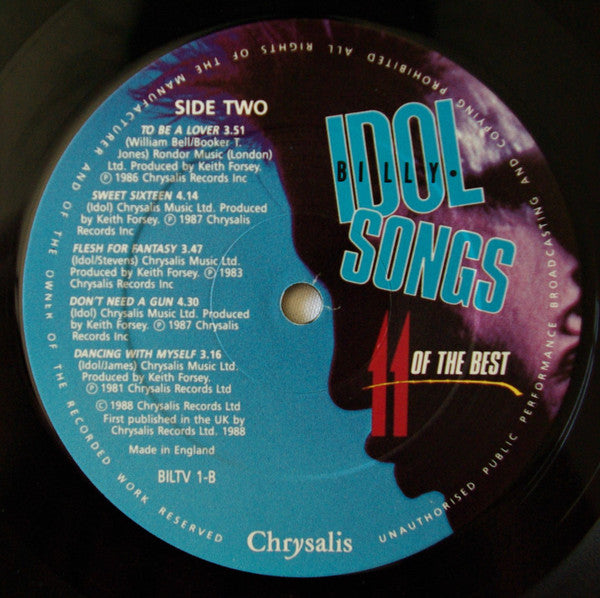 SIDE TWO
TO BE A LOVER 3.51
(William Bell/Booker T.
Jones) Rondor Music (London)
Ltd. Produced by Keith Forsey.
Ⓟ 1986 Chrysalis Records Inc
SWEET SIXTEEN 4.14
(Idol) Chrysalis Music Ltd. Produced
by Keith Forsey. Ⓟ 1987 Chrysalis
Records Inc
FLESH FOR FANTASY 3.47
(Idol/Stevens) Chrysalis Music Ltd.
Produced by Keith Forsey. Ⓟ 1983
Chrysalis Records Inc
DON'T NEED A GUN 4.30
(Idol) Chrysalis Music Ltd. Produced
by Keith Forsey. Ⓟ 1987 Chrysalis
Records Inc
DANCING WITH MYSELF 3.16
(Idol/James) Chrysalis Music Ltd.
Produced by Keith Forsey.
Ⓟ 1981 Chrysalis Records Ltd
© 1988 Chrysalis Records Ltd
First published in the UK by
Chrysalis Records Ltd. 1988
Made in England
BILTV 1-B
IDOL
BILLY·
SONGS
11
OF THE BEST
Chrysalis
ALL RIGHTS OF THE MANUFACTURER AND OF THE OWNER OF THE RECORDED WORK RESERVED
UNAUTHORISED PUBLIC PERFORMANCE BROADCASTING AND COPYING PROHIBITED